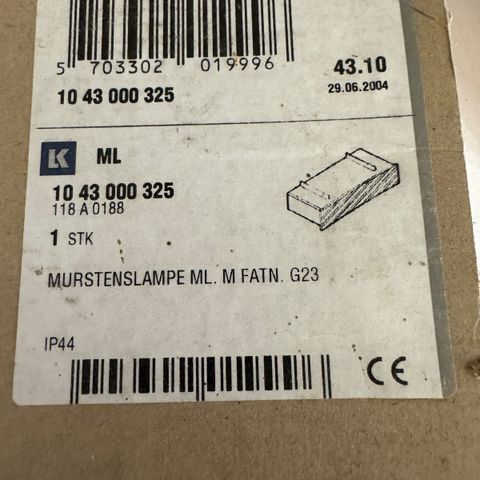 5 703302 019996
43.10
10 43 000 325
29.06.2004
LK ML
10 43 000 325
118 A 0188
1 STK
MURSTENSLAMPE ML. M FATN. G23
IP44
CE